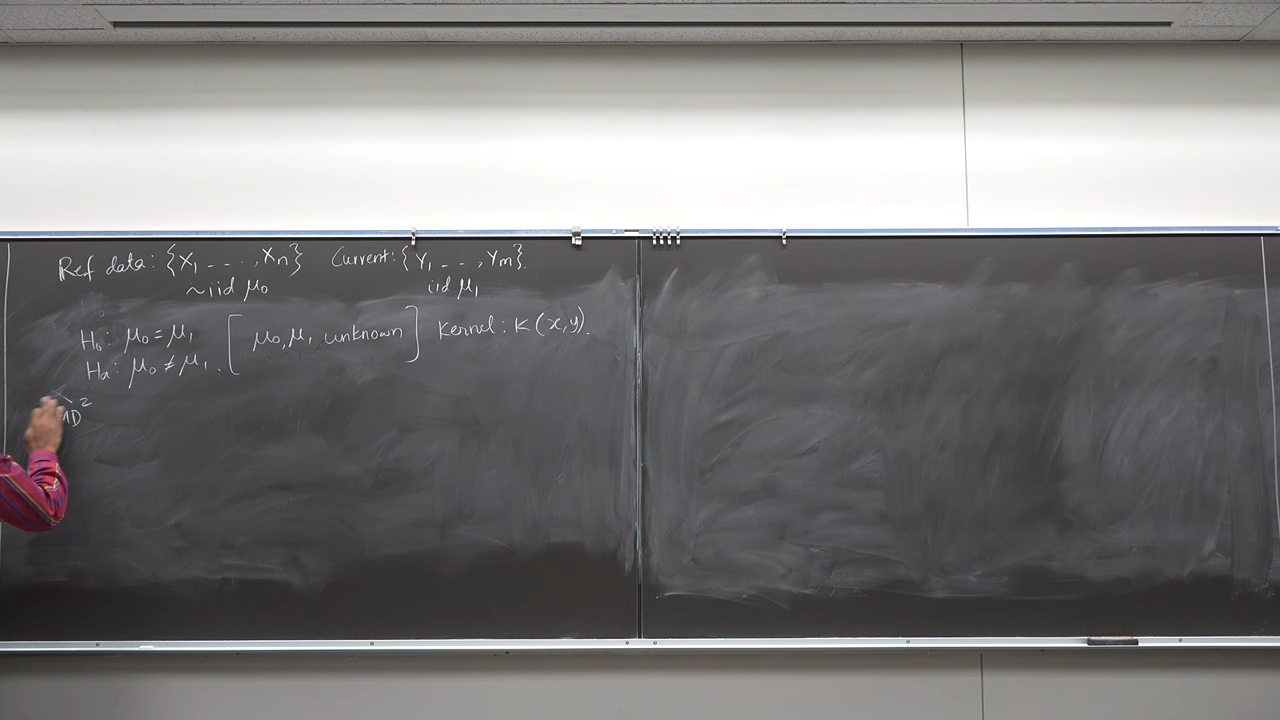 Ref data: {X₁ - - . ., Xₙ} Current: {Y₁ - - ., Yₘ}.
~iid μ₀ iid μ₁
H₀: μ₀ = μ₁ [ μ₀, μ₁ unknown ] Kernel: K(x,y).
Hₐ: μ₀ ≠ μ₁.